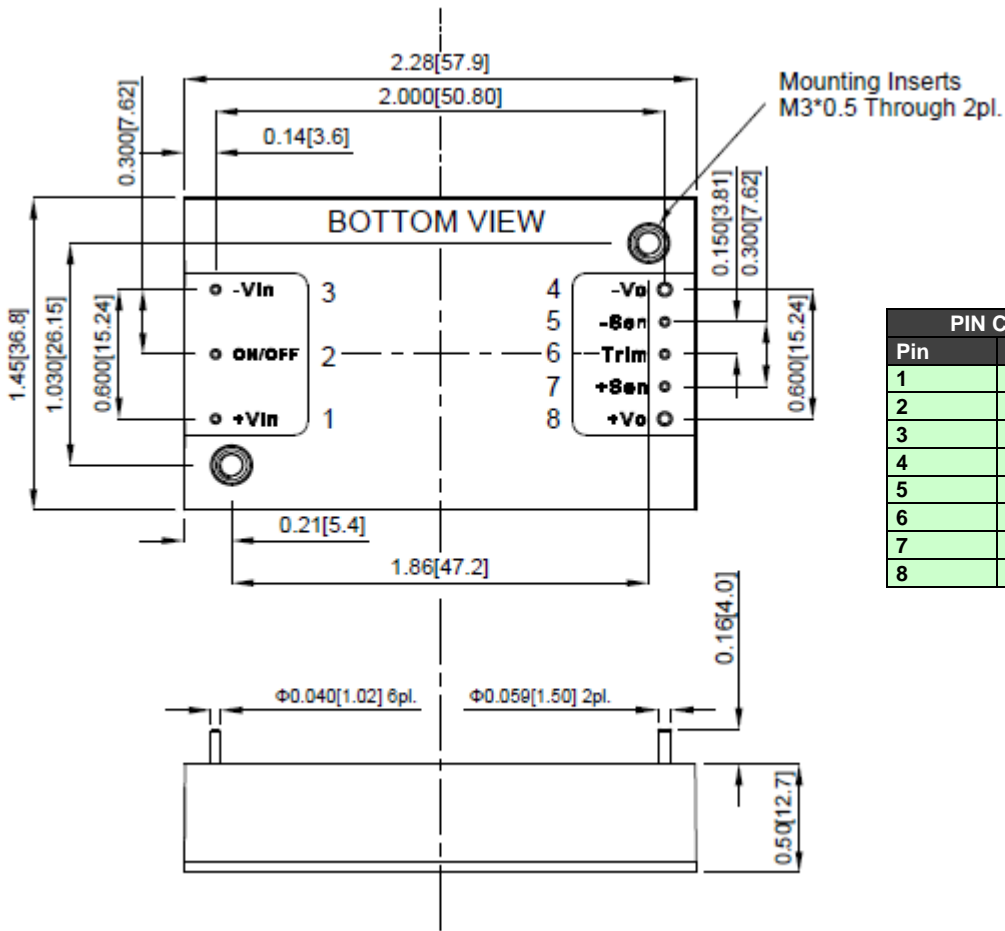 2.28[57.9]
2.000[50.80]
0.14[3.6]
0.300[7.62]
Mounting Inserts
M3*0.5 Through 2pl.
0.150[3.81]
0.300[7.62]
BOTTOM VIEW
1.45[36.8]
1.030[26.15]
0.600[15.24]
-Vin 3
ON/OFF 2
+Vin 1
4 -Vo
5 -Sen
6 Trim
7 +Sen
8 +Vo
0.600[15.24]
0.21[5.4]
1.86[47.2]
PIN C
Pin
1
2
3
4
5
6
7
8
0.16[4.0]
Φ0.040[1.02] 6pl.
Φ0.059[1.50] 2pl.
0.50[12.7]